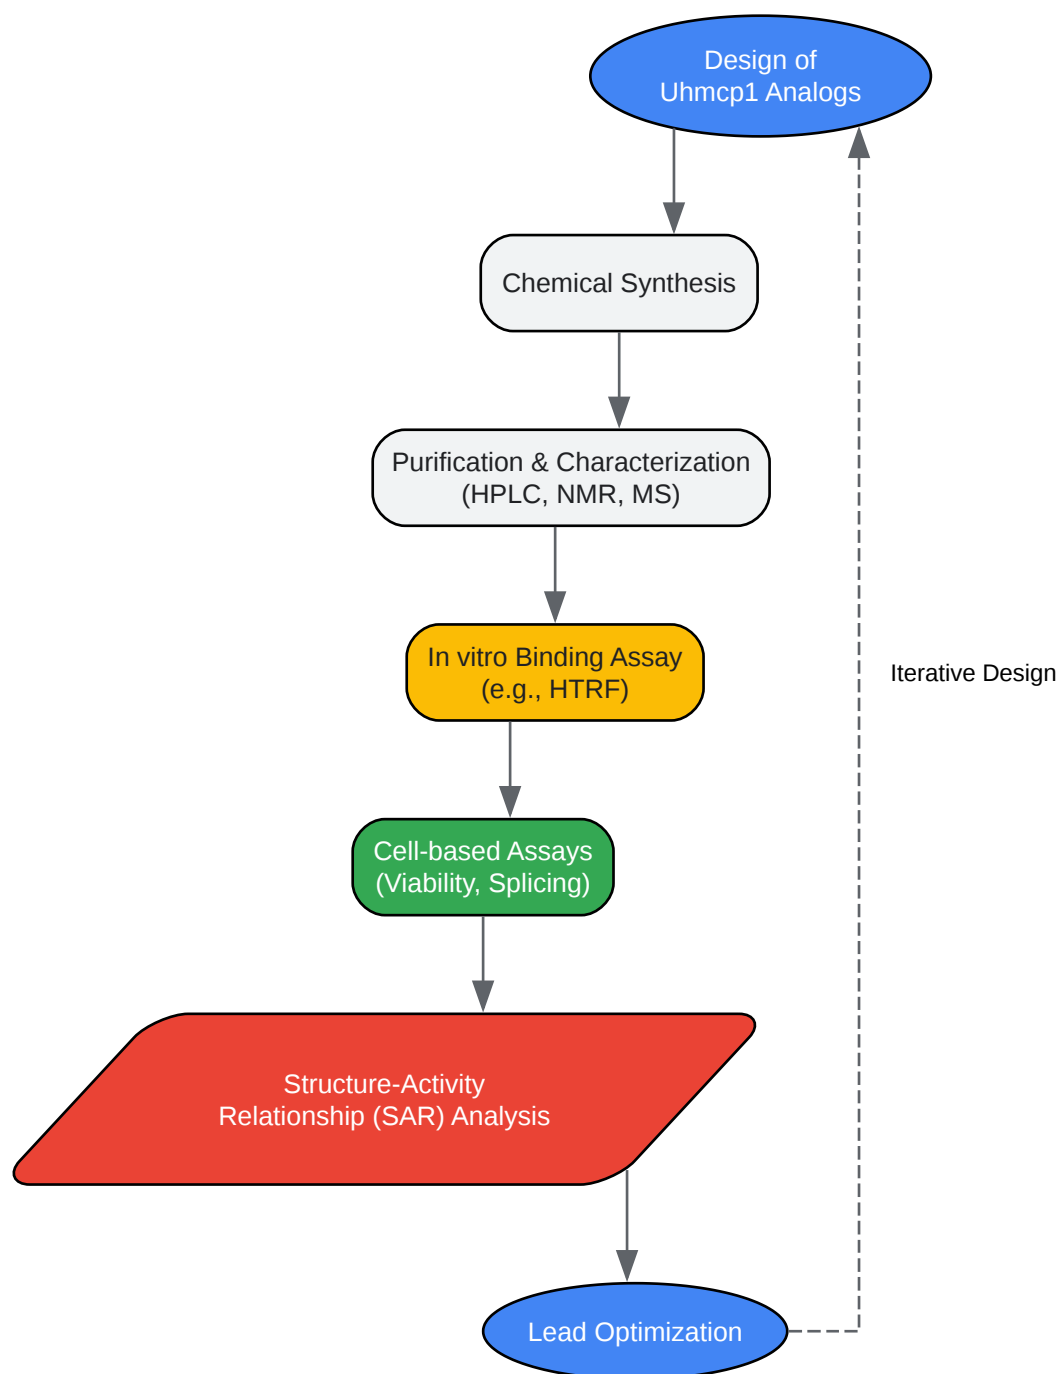 Design of
Uhmcp1 Analogs
Chemical Synthesis
Purification & Characterization
(HPLC, NMR, MS)
In vitro Binding Assay
(e.g., HTRF)
Iterative Design
Cell-based Assays
(Viability, Splicing)
Structure-Activity
Relationship (SAR) Analysis
Lead Optimization